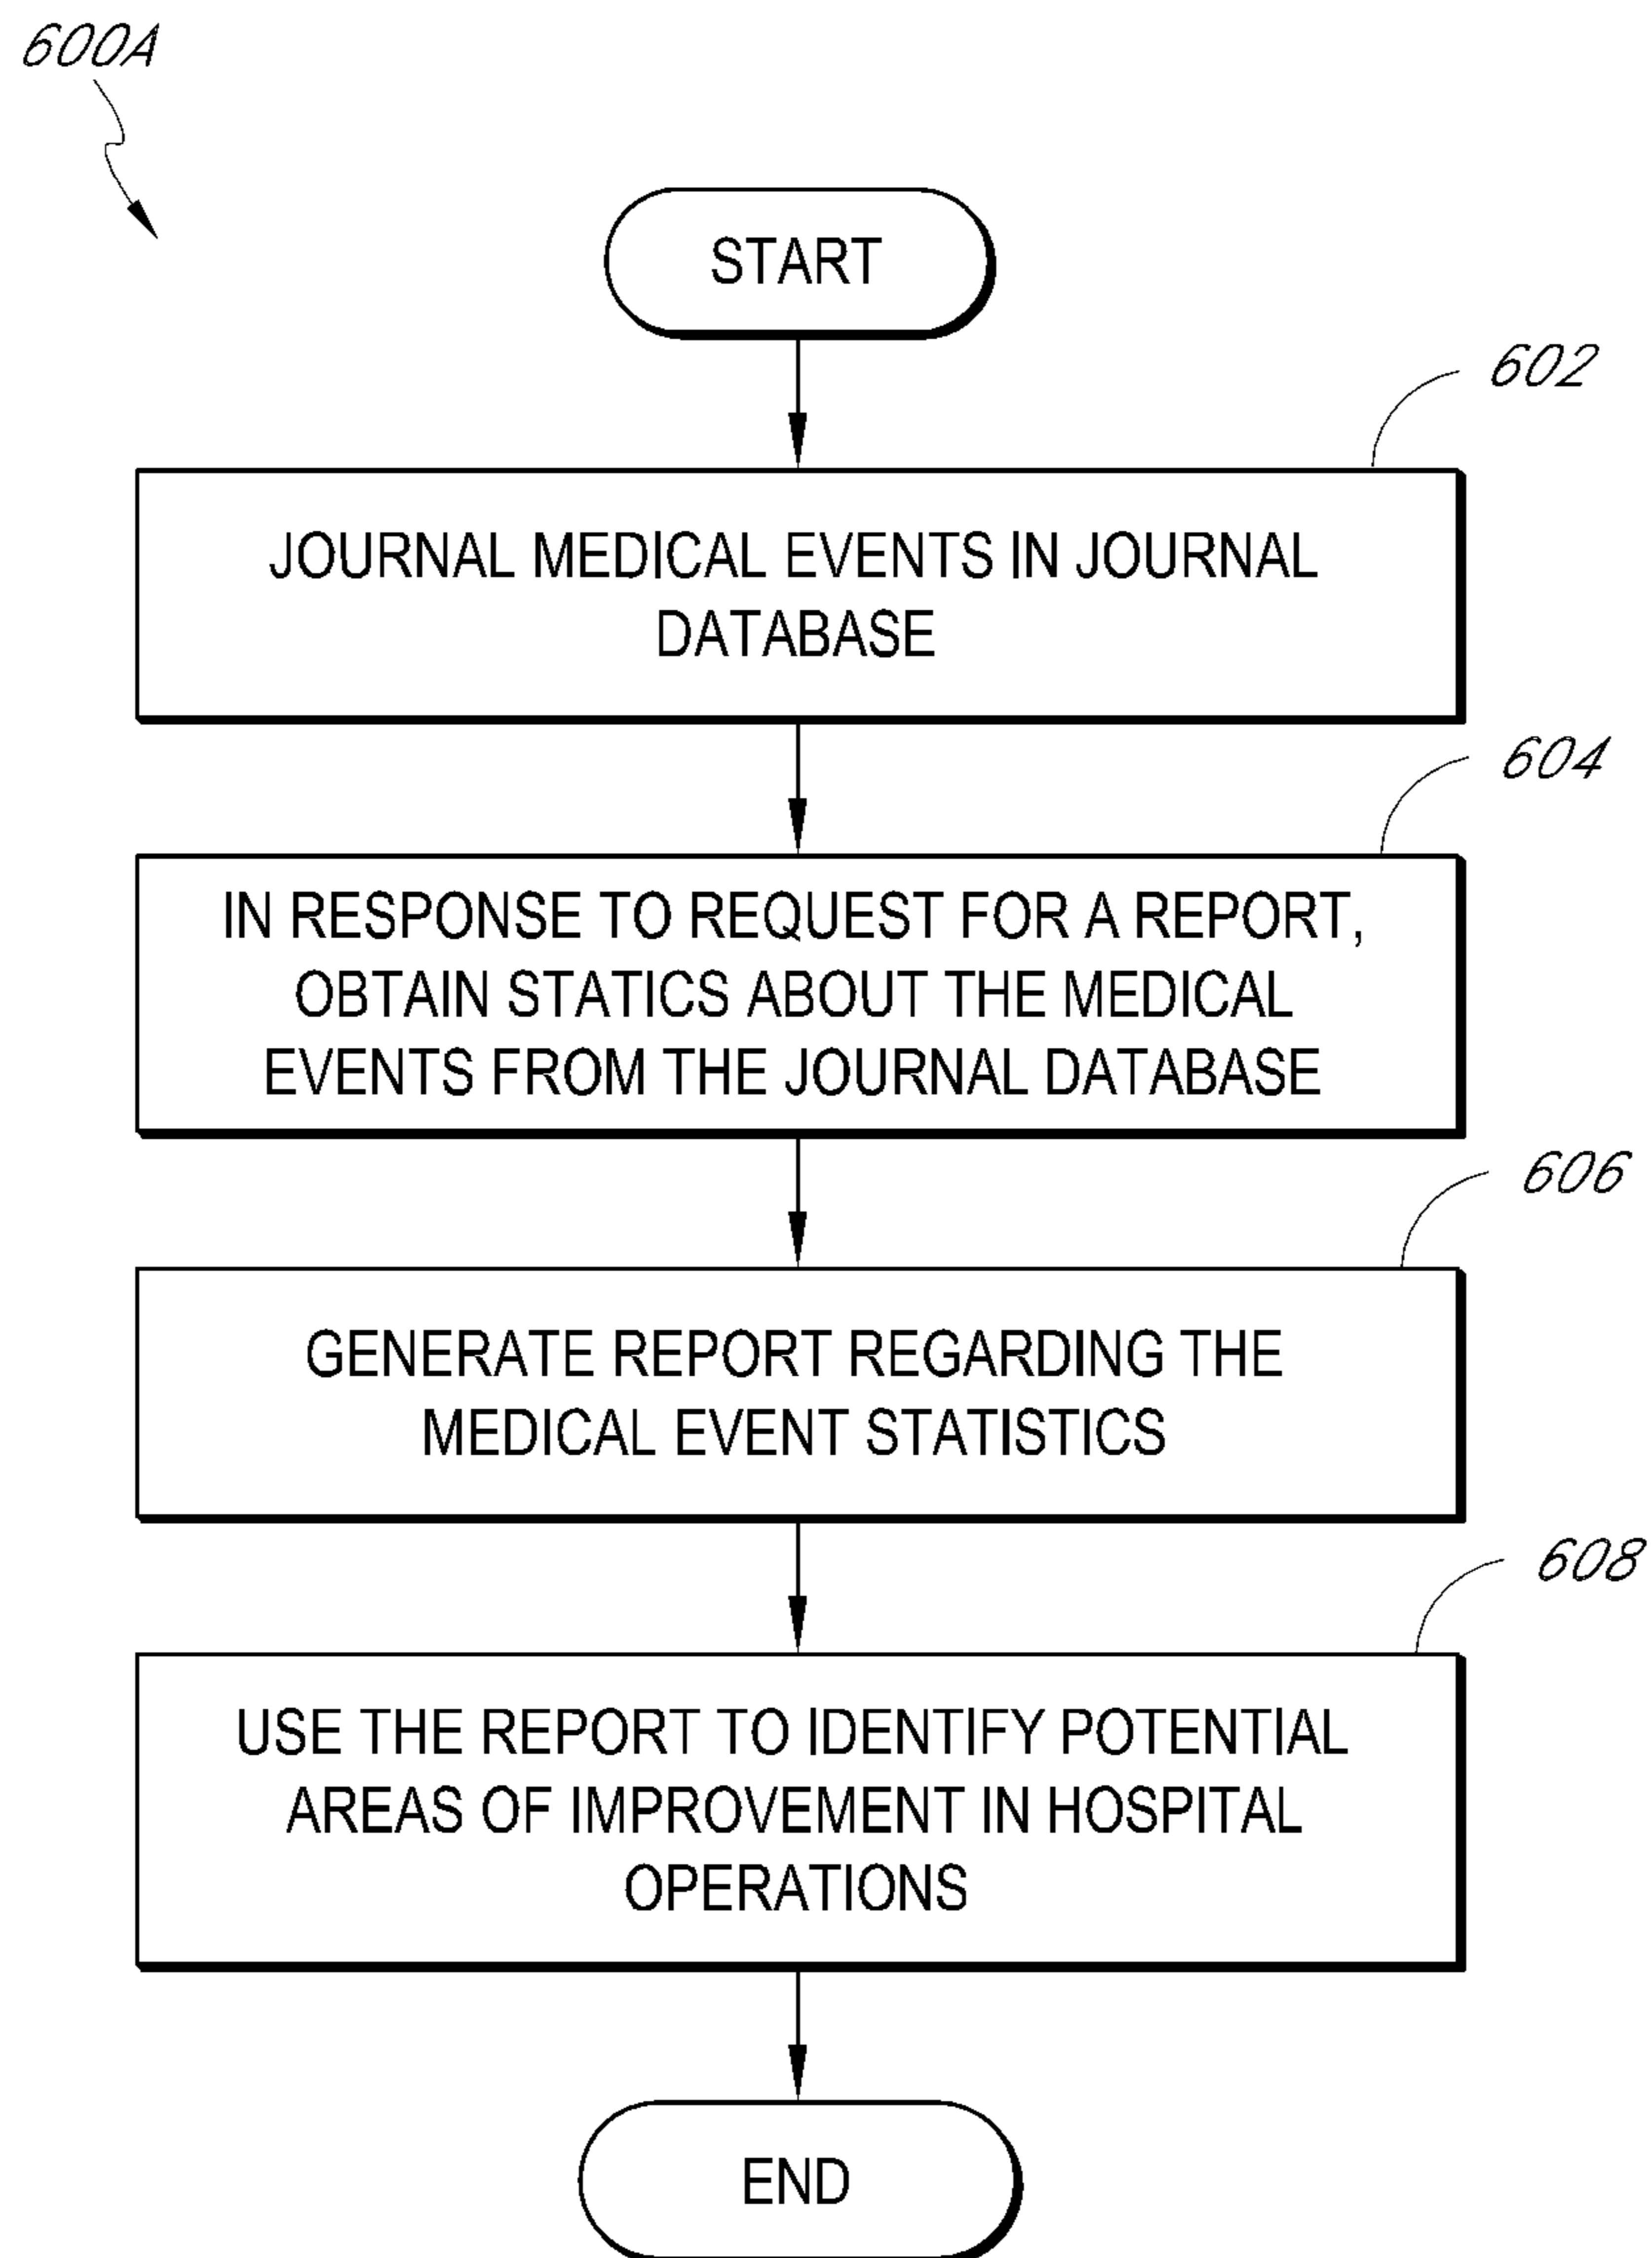 600A
START
602
JOURNAL MEDICAL EVENTS IN JOURNAL
DATABASE
604
IN RESPONSE TO REQUEST FOR A REPORT,
OBTAIN STATICS ABOUT THE MEDICAL
EVENTS FROM THE JOURNAL DATABASE
606
GENERATE REPORT REGARDING THE
MEDICAL EVENT STATISTICS
608
USE THE REPORT TO IDENTIFY POTENTIAL
AREAS OF IMPROVEMENT IN HOSPITAL
OPERATIONS
END